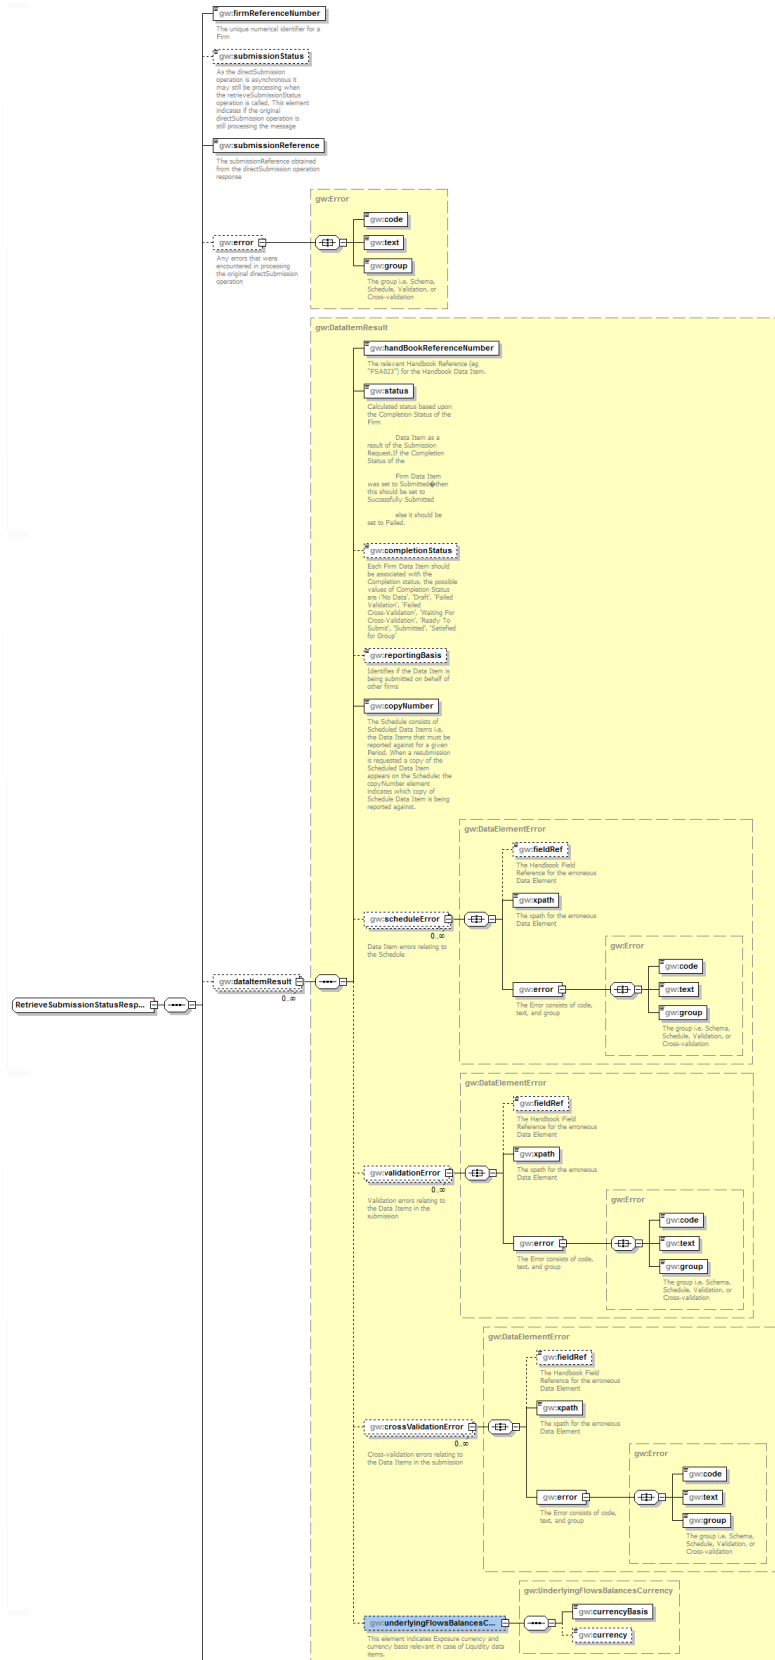 gw:firmReferenceNumber
The unique numerical identifier for a
Firm
gw:submissionStatus
As the directSubmission
operation is asynchronous it
may still be processing when
the retrieveSubmissionStatus
operation is called. This element
indicates if the original
directSubmission operation is
still processing the message
gw:submissionReference
The submissionReference obtained
from the directSubmission operation
response
gw:error
Any errors that were
encountered in processing
the original directSubmission
operation
gw:Error
gw:code
gw:text
gw:group
The group i.e. Schema,
Schedule, Validation, or
Cross-validation
RetrieveSubmissionStatusResp...
gw:dataItemResult
0..∞
gw:DataItemResult
gw:handBookReferenceNumber
The relevant Handbook Reference (eg
"FSA023") for the Handbook Data Item.
gw:status
Calculated status based upon
the Completion Status of the
Firm
Data Item as a
result of the Submission
Request.If the Completion
Status of the
Firm Data Item
was set to Submitted�then
this should be set to
Successfully Submitted
else it should be
set to Failed.
gw:completionStatus
Each Firm Data Item should
be associated with the
Completion status, the possible
values of Completion Status
are :'No Data', 'Draft', 'Failed
Validation', 'Failed
Cross-Validation', 'Waiting For
Cross-Validation', 'Ready To
Submit', 'Submitted', 'Satisfied
for Group'
gw:reportingBasis
Identifies if the Data Item is
being submitted on behalf of
other firms
gw:copyNumber
The Schedule consists of
Scheduled Data Items i.e.
the Data Items that must be
reported against for a given
Period. When a resubmission
is requested a copy of the
Scheduled Data Item
appears on the Schedule; the
copyNumber element
indicates which copy of
Schedule Data Item is being
reported against.
gw:scheduleError
0..∞
Data Item errors relating to
the Schedule
gw:DataElementError
gw:fieldRef
The Handbook Field
Reference for the erroneous
Data Element
gw:xpath
The xpath for the erroneous
Data Element
gw:error
The Error consists of code,
text, and group
gw:Error
gw:code
gw:text
gw:group
The group i.e. Schema,
Schedule, Validation, or
Cross-validation
gw:validationError
0..∞
Validation errors relating to
the Data Items in the
submission
gw:DataElementError
gw:fieldRef
The Handbook Field
Reference for the erroneous
Data Element
gw:xpath
The xpath for the erroneous
Data Element
gw:error
The Error consists of code,
text, and group
gw:Error
gw:code
gw:text
gw:group
The group i.e. Schema,
Schedule, Validation, or
Cross-validation
gw:crossValidationError
0..∞
Cross-validation errors relating to
the Data Items in the submission
gw:DataElementError
gw:fieldRef
The Handbook Field
Reference for the erroneous
Data Element
gw:xpath
The xpath for the erroneous
Data Element
gw:error
The Error consists of code,
text, and group
gw:Error
gw:code
gw:text
gw:group
The group i.e. Schema,
Schedule, Validation, or
Cross-validation
gw:underlyingFlowsBalancesC...
This element indicates Exposure currency and
currency basis relevant in case of Liquidity data
items.
gw:UnderlyingFlowsBalancesCurrency
gw:currencyBasis
gw:currency